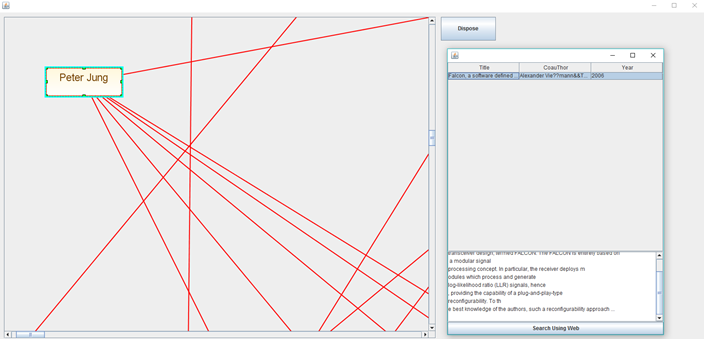 Dispose
Peter Jung
Title CoauThor Year
Falcon, a software defined ... Alexander Vie??mann&&T... 2006
transceiver design, termed FALCON. The FALCON is entirely based on
a modular signal
processing concept. In particular, the receiver deploys m
odules which process and generate
log-likelihood ratio (LLR) signals, hence
, providing the capability of a plug-and-play-type
reconfigurability. To th
e best knowledge of the authors, such a reconfigurability approach ...
Search Using Web